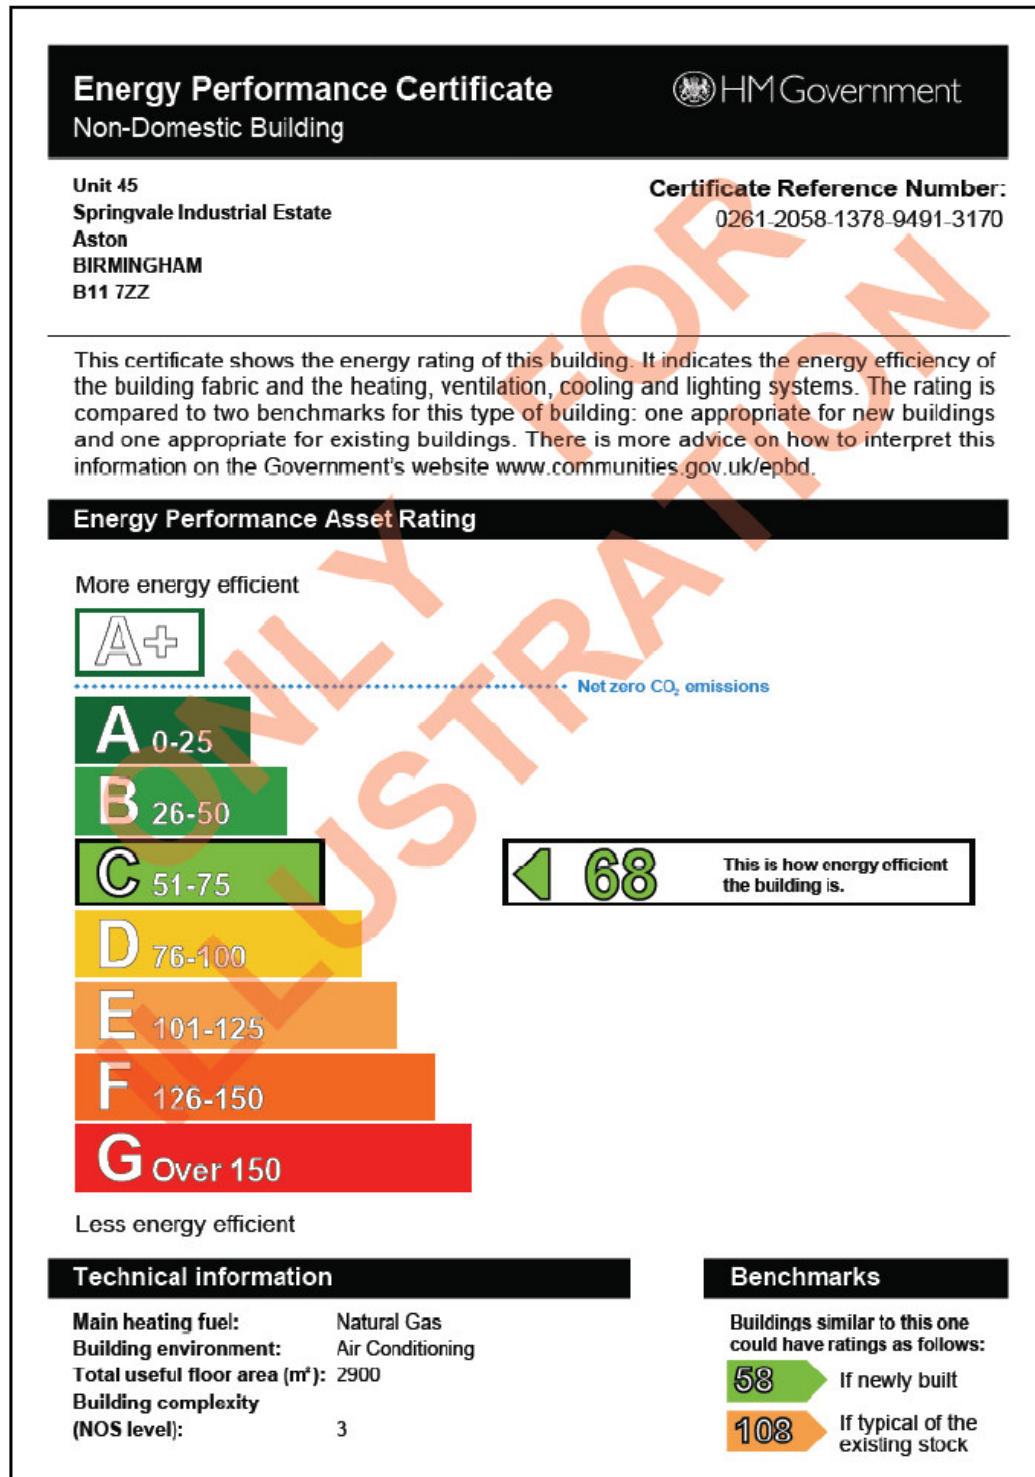 Energy Performance Certificate
Non-Domestic Building
HM Government
Unit 45
Springvale Industrial Estate
Aston
BIRMINGHAM
B11 7ZZ
Certificate Reference Number:
0261-2058-1378-9491-3170
This certificate shows the energy rating of this building. It indicates the energy efficiency of
the building fabric and the heating, ventilation, cooling and lighting systems. The rating is
compared to two benchmarks for this type of building: one appropriate for new buildings
and one appropriate for existing buildings. There is more advice on how to interpret this
information on the Government's website www.communities.gov.uk/epbd.
Energy Performance Asset Rating
More energy efficient
A+
Net zero CO₂ emissions
A 0-25
B 26-50
C 51-75
68
This is how energy efficient
the building is.
D 76-100
E 101-125
F 126-150
G Over 150
Less energy efficient
ONLY FOR
ILLUSTRATION
Technical information
Main heating fuel: Natural Gas
Building environment: Air Conditioning
Total useful floor area (m²): 2900
Building complexity
(NOS level): 3
Benchmarks
Buildings similar to this one
could have ratings as follows:
58 If newly built
108 If typical of the
existing stock